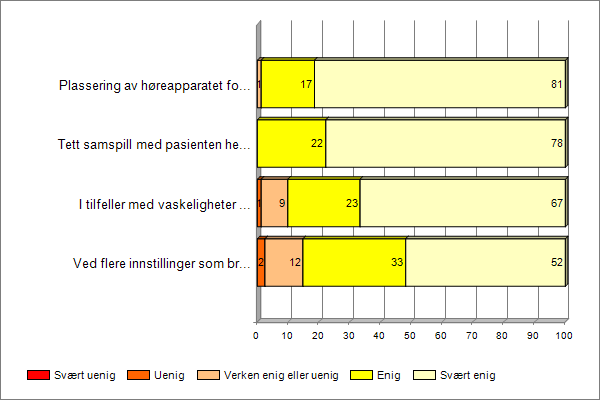 Plassering av høreapparatet fo... 1 17 81
Tett samspill med pasienten he... 22 78
I tilfeller med vaskeligheter ... 1 9 23 67
Ved flere innstillinger som br... 2 12 33 52
0 10 20 30 40 50 60 70 80 90 100
Svært uenig Uenig Verken enig eller uenig Enig Svært enig